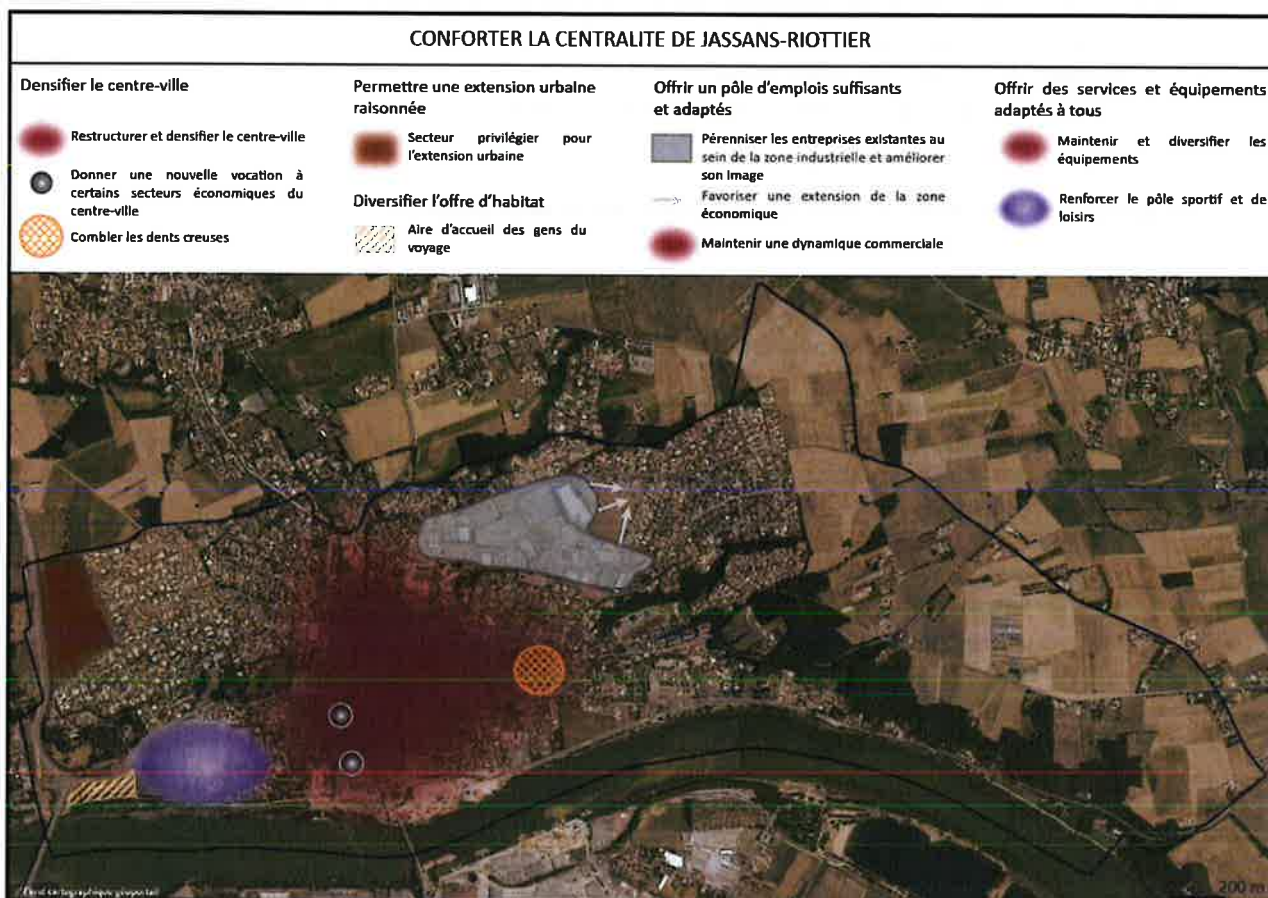 CONFORTER LA CENTRALITE DE JASSANS-RIOTTIER
Densifier le centre-ville
Restructurer et densifier le centre-ville
Donner une nouvelle vocation à
certains secteurs économiques du
centre-ville
Combler les dents creuses
Permettre une extension urbaine
raisonnée
Secteur privilégier pour
l'extension urbaine
Diversifier l'offre d'habitat
Aire d'accueil des gens du
voyage
Offrir un pôle d'emplois suffisants
et adaptés
Pérenniser les entreprises existantes au
sein de la zone industrielle et améliorer
son image
Favoriser une extension de la zone
économique
Maintenir une dynamique commerciale
Offrir des services et équipements
adaptés à tous
Maintenir et diversifier les
équipements
Renforcer le pôle sportif et de
loisirs
Fond cartographique géoportail
200 m